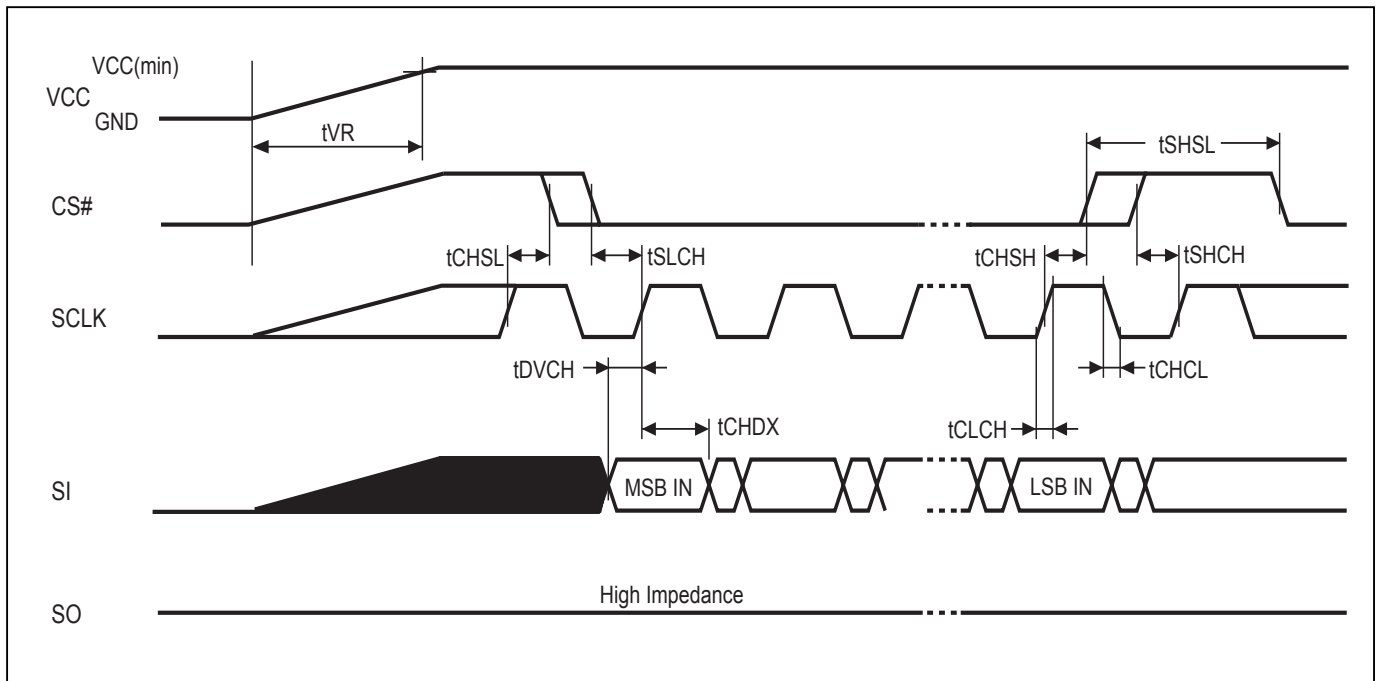 VCC(min)
VCC
GND
tVR
tSHSL
CS#
tCHSL
tSLCH
tCHSH
tSHCH
SCLK
tDVCH
tCHCL
tCHDX
tCLCH
SI
MSB IN
LSB IN
High Impedance
SO